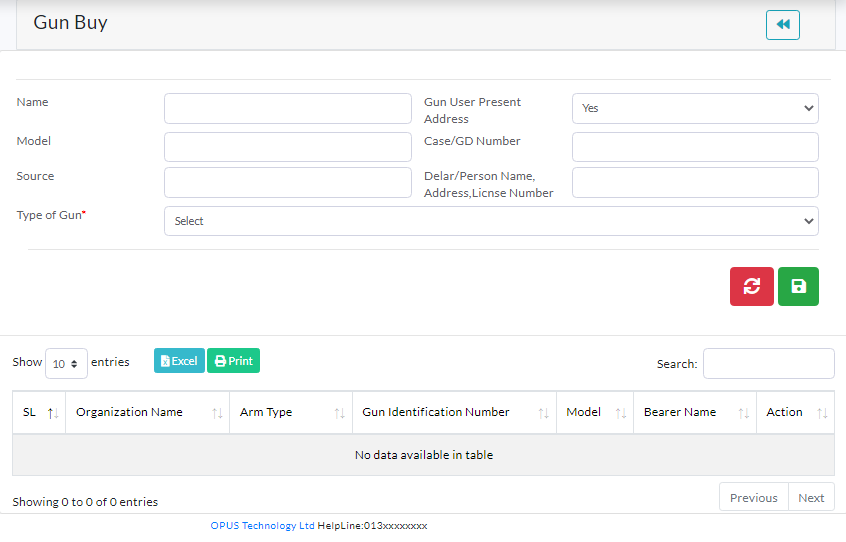 Gun Buy
Name
Gun User Present
Address
Yes
Model
Case/GD Number
Source
Delar/Person Name,
Address,Licnse Number
Type of Gun*
Select
Show 10 entries
Excel
Print
Search:
SL
Organization Name
Arm Type
Gun Identification Number
Model
Bearer Name
Action
No data available in table
Showing 0 to 0 of 0 entries
Previous
Next
OPUS Technology Ltd HelpLine:013xxxxxxxx